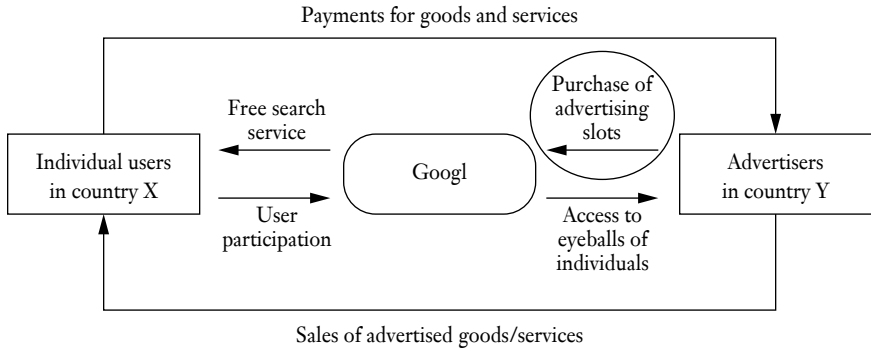 Payments for goods and services
Free search
service
Purchase of
advertising
slots
Individual users
in country X
Googl
Advertisers
in country Y
User
participation
Access to
eyeballs of
individuals
Sales of advertised goods/services